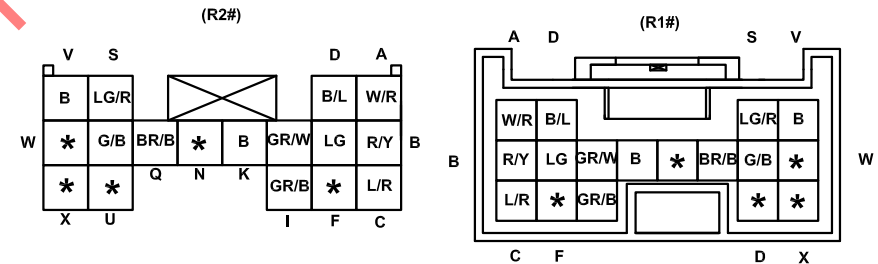 (R2#)
V S D A
B LG/R B/L W/R
W * G/B BR/B * B GR/W LG R/Y B
Q N K
* * GR/B * L/R
X U I F C
(R1#)
A D S V
W/R B/L LG/R B
B R/Y LG GR/W B * BR/B G/B * W
L/R * GR/B * *
C F D X